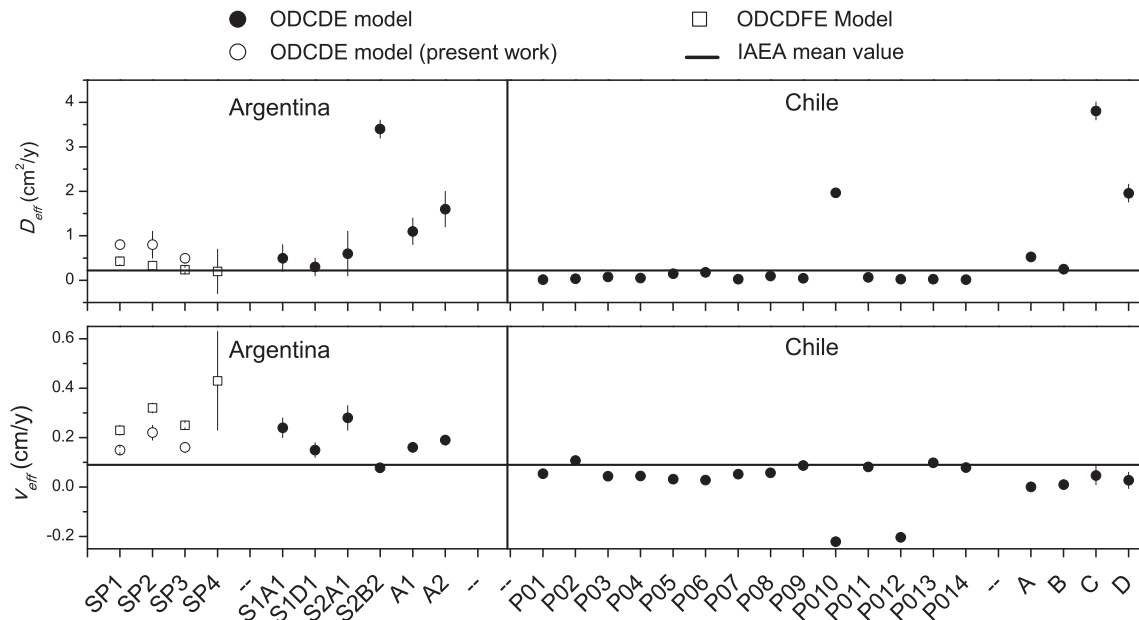 ODCDE model
ODCDFE Model
ODCDE model (present work)
IAEA mean value
Argentina
Chile
D_eff (cm²/y)
4
3
2
1
0
Argentina
Chile
v_eff (cm/y)
0.6
0.4
0.2
0.0
-0.2
SP1 SP2 SP3 SP4 -- S1A1 S1D1 S2A1 S2B2 A1 A2 -- -- P01 P02 P03 P04 P05 P06 P07 P08 P09 P010 P011 P012 P013 P014 -- A B C D